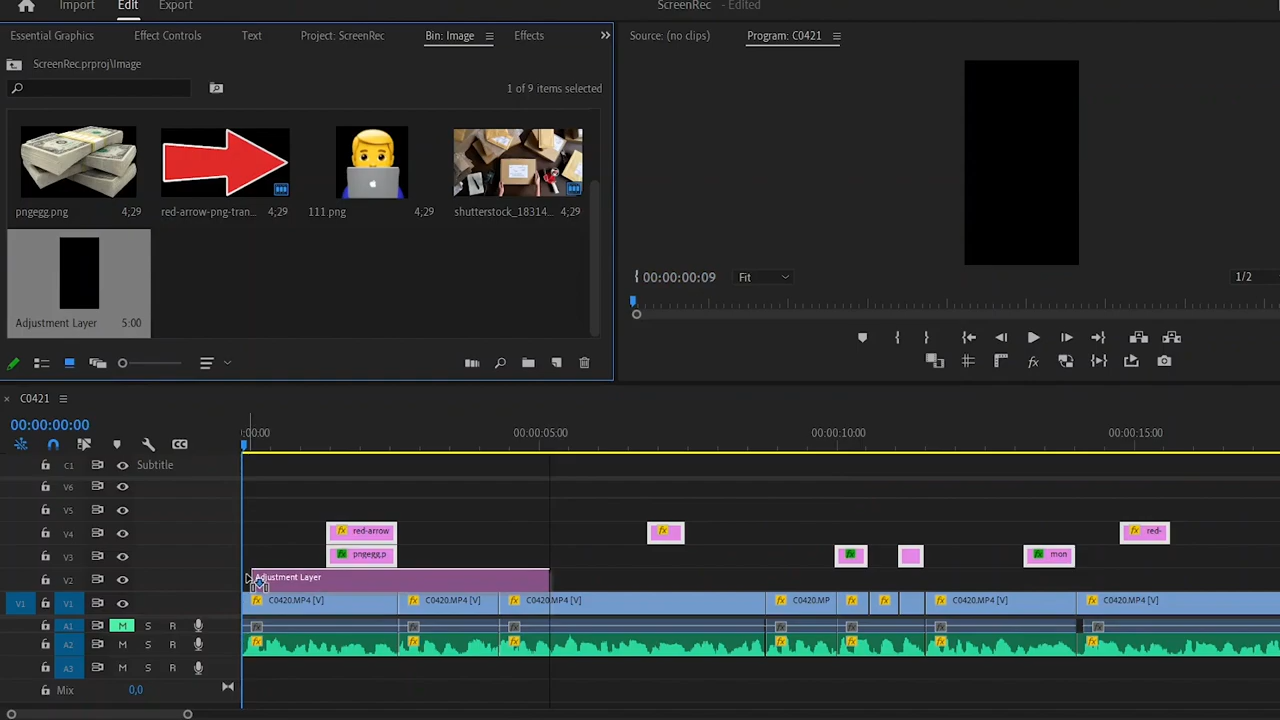 Import Edit Export ScreenRec - Edited
Essential Graphics Effect Controls Text Project: ScreenRec Bin: Image Effects
Source: (no clips) Program: C0421
ScreenRec.prproj\Image
1 of 9 items selected
pngegg.png 4;29 red-arrow-png-tran... 4;29 111.png 4;29 shutterstock_18314... 4;29
Adjustment Layer 5:00
00:00:00:09 Fit 1/2
C0421
00:00:00:00
:00:00 00:00:05:00 00:00:10:00 00:00:15:00
C1 Subtitle
V6
V5
V4 red-arrow red-
V3 pngegg.p mon
V2 Adjustment Layer
V1 V1 C0420.MP4 [V] C0420.MP4 [V] C0420.MP4 [V] C0420.MP C0420.MP4 [V] C0420.MP4 [V]
A1 M S R
A2 M S R
A3 M S R
Mix 0,0